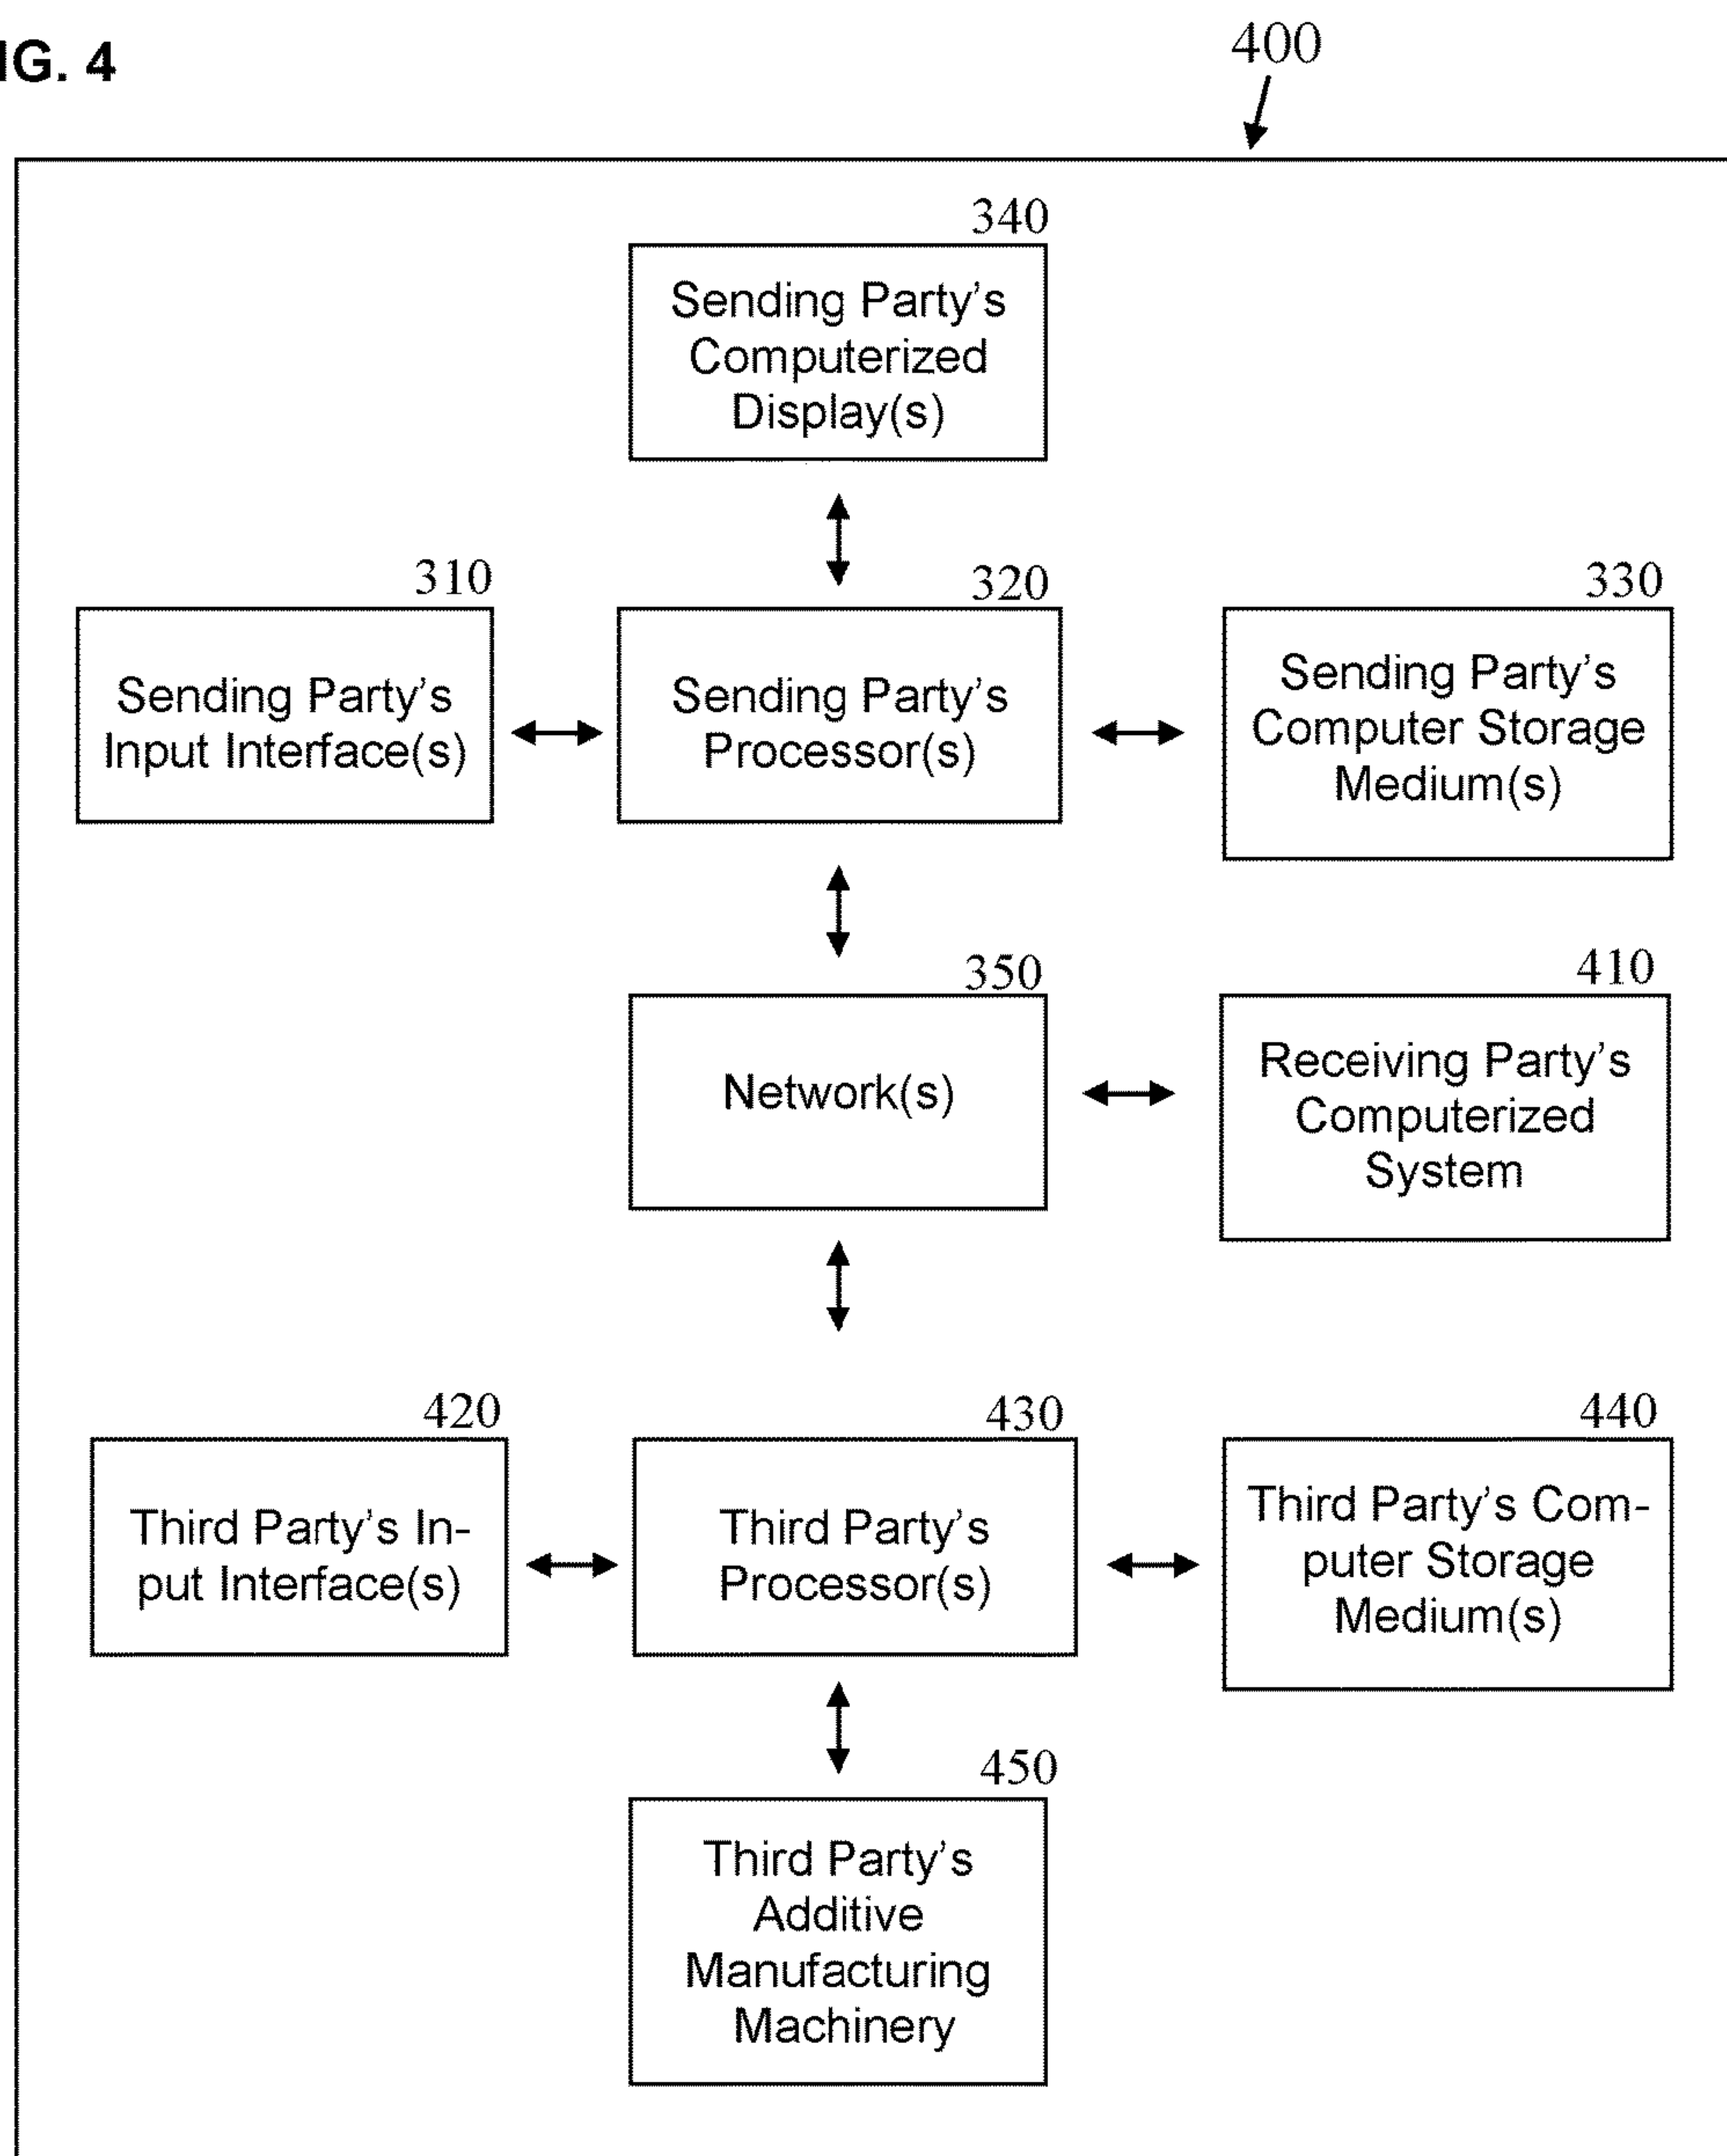 IG. 4
400
340
Sending Party's
Computerized
Display(s)
310
320
330
Sending Party's
Input Interface(s)
Sending Party's
Processor(s)
Sending Party's
Computer Storage
Medium(s)
350
410
Network(s)
Receiving Party's
Computerized
System
420
430
440
Third Party's In-
put Interface(s)
Third Party's
Processor(s)
Third Party's Com-
puter Storage
Medium(s)
450
Third Party's
Additive
Manufacturing
Machinery